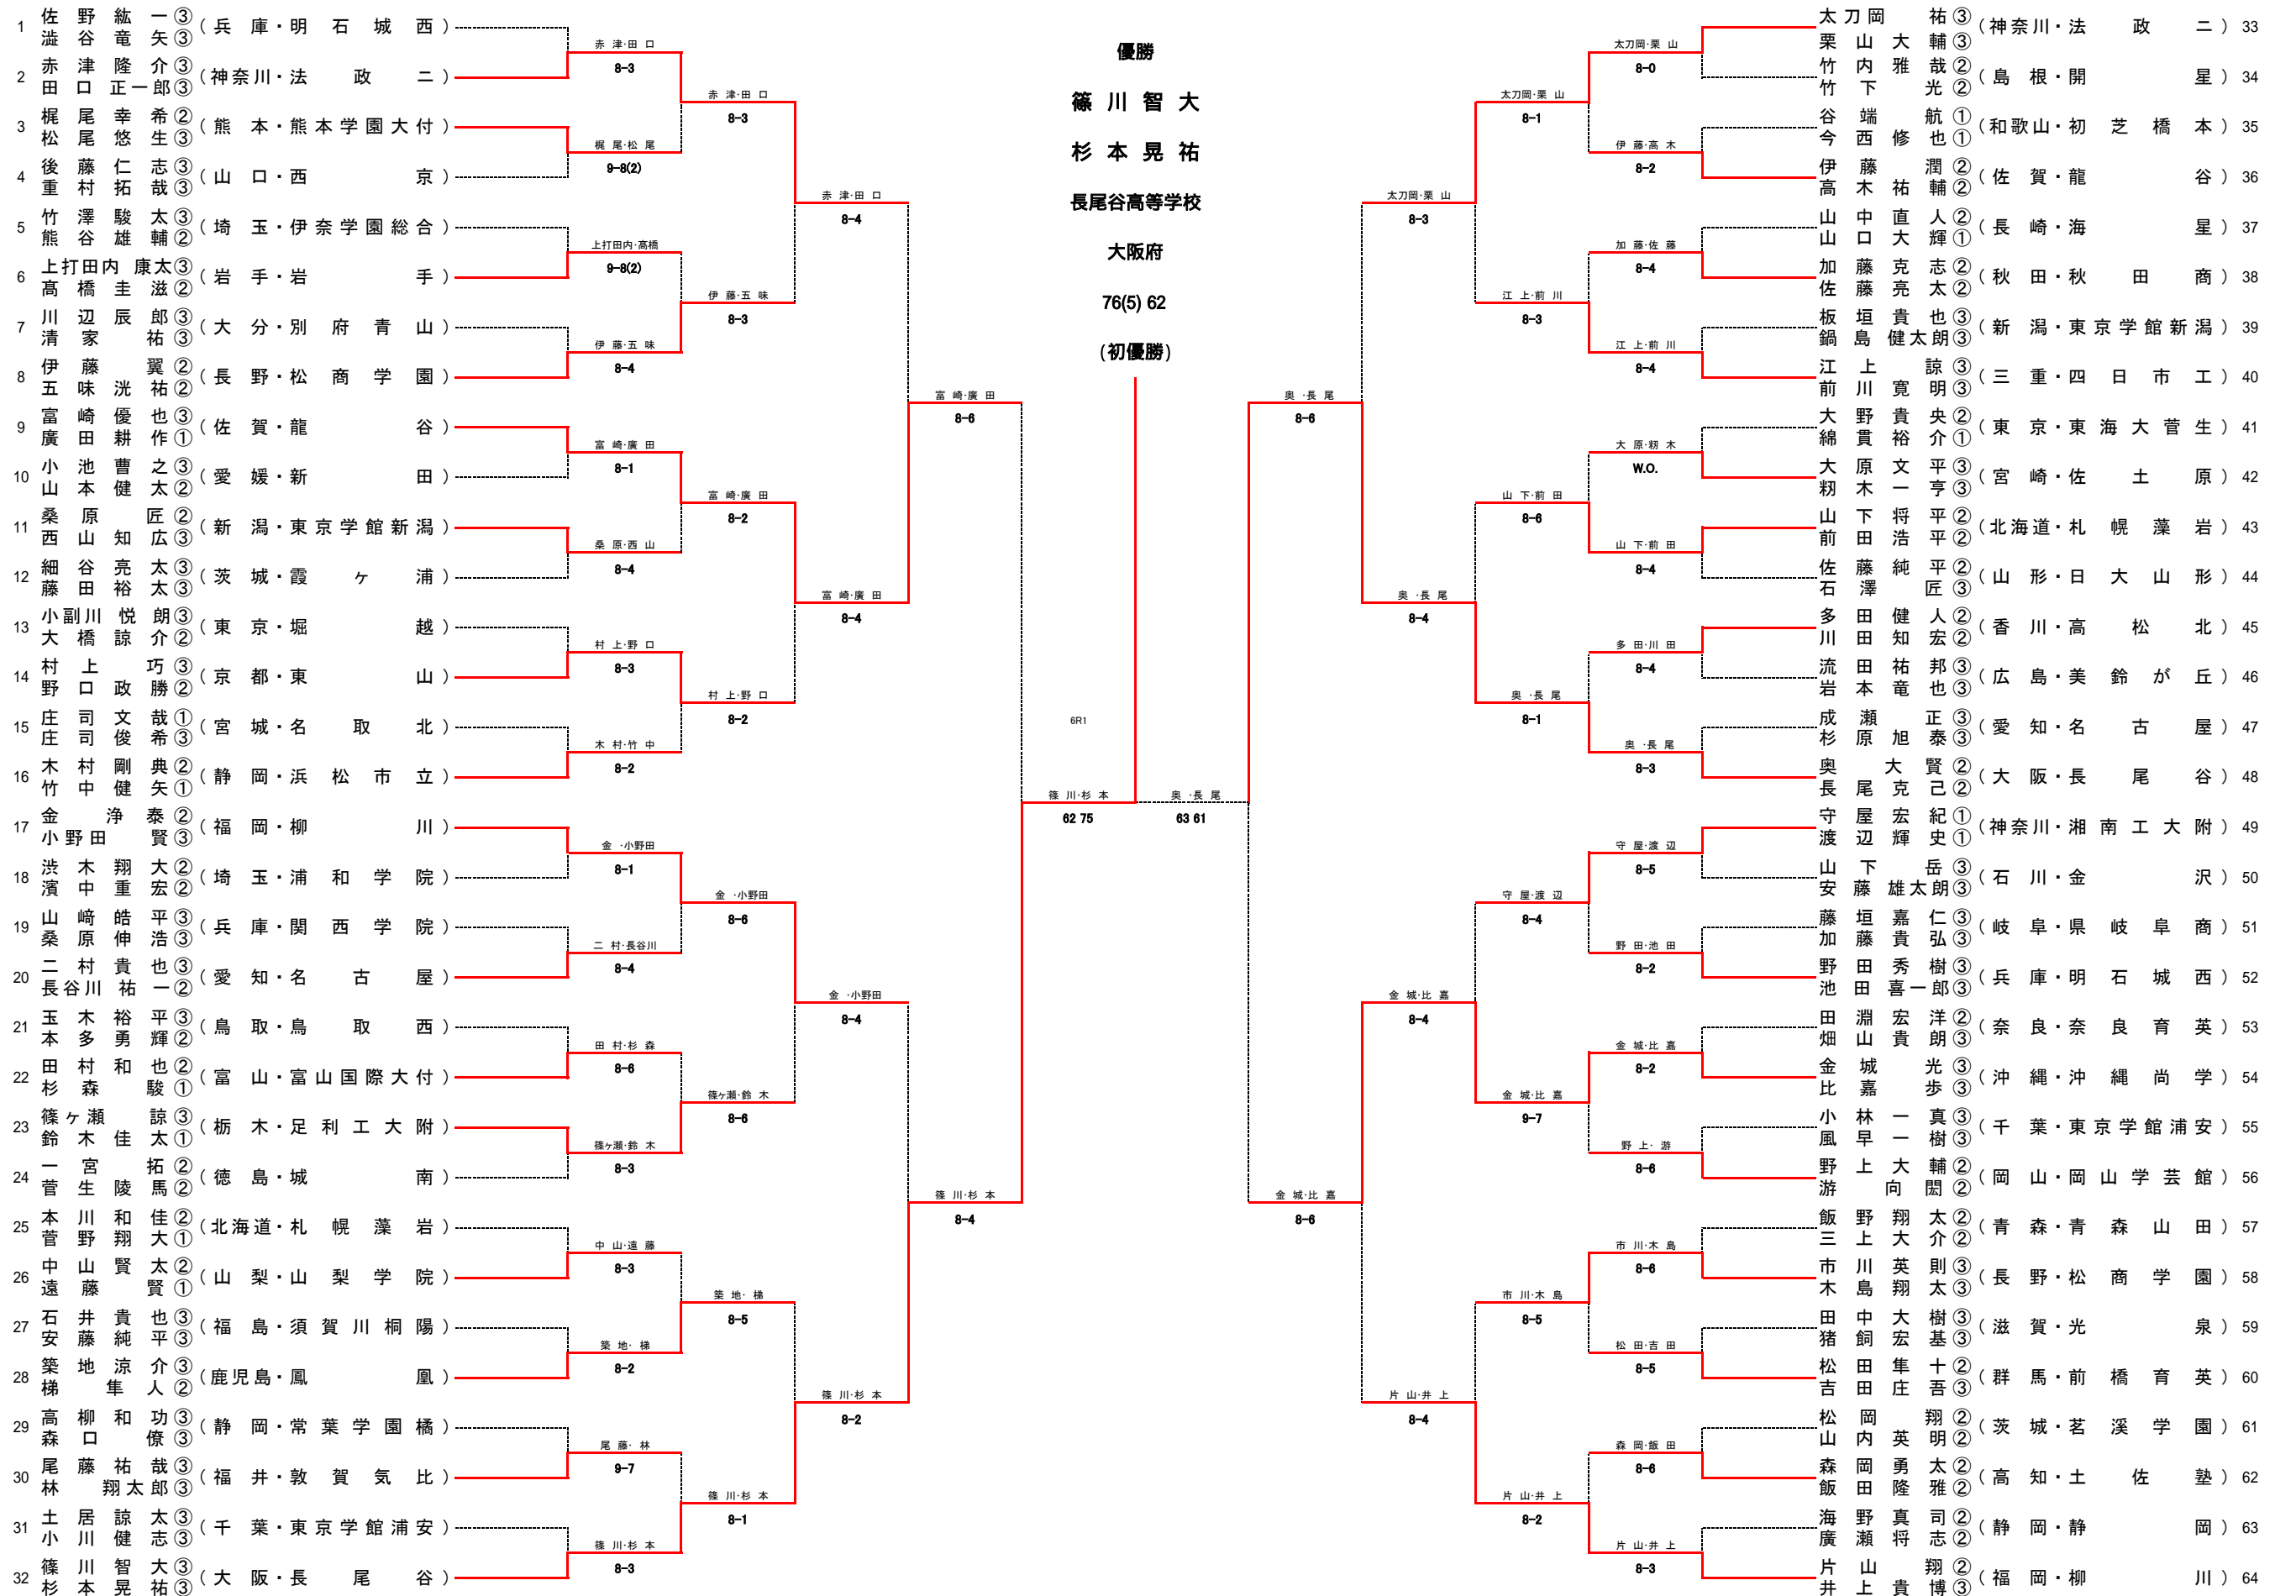 1 佐野紘一③ 澁谷竜矢③ (兵庫・明石城西)
2 赤津隆介③ 田口正一郎③ (神奈川・法政二)
3 梶尾幸希② 松尾悠生③ (熊本・熊本学園大付)
4 後藤仁志③ 重村拓哉③ (山口・西京)
5 竹澤駿太③ 熊谷雄輔② (埼玉・伊奈学園総合)
6 上打田内康太③ 髙橋圭滋② (岩手・岩手)
7 川辺辰郎③ 清家祐③ (大分・別府青山)
8 伊藤翼② 五味洸祐② (長野・松商学園)
9 富崎優也③ 廣田耕作① (佐賀・龍谷)
10 小池曹之③ 山本健太② (愛媛・新田)
11 桑原匠② 西山知広③ (新潟・東京学館新潟)
12 細谷亮太③ 藤田裕太③ (茨城・霞ヶ浦)
13 小副川悦朗③ 大橋諒介② (東京・堀越)
14 村上巧③ 野口政勝② (京都・東山)
15 庄司文哉① 庄司俊希③ (宮城・名取北)
16 木村剛典② 竹中健矢① (静岡・浜松市立)
17 金浄泰② 小野田賢③ (福岡・柳川)
18 渋木翔大② 濱中重宏② (埼玉・浦和学院)
19 山﨑皓平③ 桑原伸浩③ (兵庫・関西学院)
20 二村貴也③ 長谷川祐一② (愛知・名古屋)
21 玉木裕平③ 本多勇輝② (鳥取・鳥取西)
22 田村和也② 杉森駿① (富山・富山国際大付)
23 篠ヶ瀬諒③ 鈴木佳太① (栃木・足利工大附)
24 一宮拓② 菅生陵馬② (徳島・城南)
25 本川和佳② 菅野翔大① (北海道・札幌藻岩)
26 中山賢太② 遠藤賢① (山梨・山梨学院)
27 石井貴也③ 安藤純平③ (福島・須賀川桐陽)
28 築地涼介③ 梯隼人② (鹿児島・鳳凰)
29 高柳和功③ 森口僚③ (静岡・常葉学園橘)
30 尾藤祐哉③ 林翔太郎③ (福井・敦賀気比)
31 土居諒太③ 小川健志③ (千葉・東京学館浦安)
32 篠川智大③ 杉本晃祐③ (大阪・長尾谷)
赤津・田口
8-3
梶尾・松尾
9-8(2)
上打田内・髙橋
9-8(2)
伊藤・五味
8-4
富崎・廣田
8-1
桑原・西山
8-4
村上・野口
8-3
木村・竹中
8-2
金・小野田
8-1
二村・長谷川
8-4
田村・杉森
8-6
篠ヶ瀬・鈴木
8-3
中山・遠藤
8-3
築地・梯
8-2
尾藤・林
9-7
篠川・杉本
8-3
赤津・田口
8-3
伊藤・五味
8-3
富崎・廣田
8-2
村上・野口
8-2
金・小野田
8-6
篠ヶ瀬・鈴木
8-6
築地・梯
8-5
篠川・杉本
8-1
赤津・田口
8-4
富崎・廣田
8-4
金・小野田
8-4
篠川・杉本
8-2
富崎・廣田
8-6
篠川・杉本
8-4
6R1
篠川・杉本
62 75
優勝
篠川智大
杉本晃祐
長尾谷高等学校
大阪府
76(5) 62
(初優勝)
奥・長尾
63 61
奥・長尾
8-6
金城・比嘉
8-6
太刀岡・栗山
8-3
奥・長尾
8-4
金城・比嘉
8-4
片山・井上
8-4
太刀岡・栗山
8-1
江上・前川
8-3
山下・前田
8-6
奥・長尾
8-1
守屋・渡辺
8-4
金城・比嘉
9-7
市川・木島
8-5
片山・井上
8-2
太刀岡・栗山
8-0
伊藤・高木
8-2
加藤・佐藤
8-4
江上・前川
8-4
大原・籾木
W.O.
山下・前田
8-4
多田・川田
8-4
奥・長尾
8-3
守屋・渡辺
8-5
野田・池田
8-2
金城・比嘉
8-2
野上・游
8-6
市川・木島
8-6
松田・吉田
8-5
森岡・飯田
8-6
片山・井上
8-3
太刀岡祐③ 栗山大輔③ (神奈川・法政二) 33
竹内雅哉② 竹下光② (島根・開星) 34
谷端航① 今西修也① (和歌山・初芝橋本) 35
伊藤潤② 高木祐輔② (佐賀・龍谷) 36
山中直人② 山口大輝① (長崎・海星) 37
加藤克志② 佐藤亮太② (秋田・秋田商) 38
板垣貴也③ 鍋島健太朗③ (新潟・東京学館新潟) 39
江上諒③ 前川寛明③ (三重・四日市工) 40
大野貴央② 綿貫裕介① (東京・東海大菅生) 41
大原文平③ 籾木一亨③ (宮崎・佐土原) 42
山下将平② 前田浩平② (北海道・札幌藻岩) 43
佐藤純平② 石澤匠③ (山形・日大山形) 44
多田健人② 川田知宏② (香川・高松北) 45
流田祐邦③ 岩本竜也③ (広島・美鈴が丘) 46
成瀬正③ 杉原旭泰③ (愛知・名古屋) 47
奥大賢② 長尾克己② (大阪・長尾谷) 48
守屋宏紀① 渡辺輝史① (神奈川・湘南工大附) 49
山下岳③ 安藤雄太朗③ (石川・金沢) 50
藤垣嘉仁③ 加藤貴弘③ (岐阜・県岐阜商) 51
野田秀樹③ 池田喜一郎③ (兵庫・明石城西) 52
田淵宏洋② 畑山貴朗③ (奈良・奈良育英) 53
金城光③ 比嘉歩③ (沖縄・沖縄尚学) 54
小林一真③ 風早一樹③ (千葉・東京学館浦安) 55
野上大輔② 游向閎② (岡山・岡山学芸館) 56
飯野翔太② 三上大介② (青森・青森山田) 57
市川英則③ 木島翔太③ (長野・松商学園) 58
田中大樹③ 猪飼宏基③ (滋賀・光泉) 59
松田隼十② 吉田庄吾③ (群馬・前橋育英) 60
松岡翔② 山内英明② (茨城・茗溪学園) 61
森岡勇太② 飯田隆雅② (高知・土佐塾) 62
海野真司② 廣瀬将志② (静岡・静岡) 63
片山翔② 井上貴博③ (福岡・柳川) 64